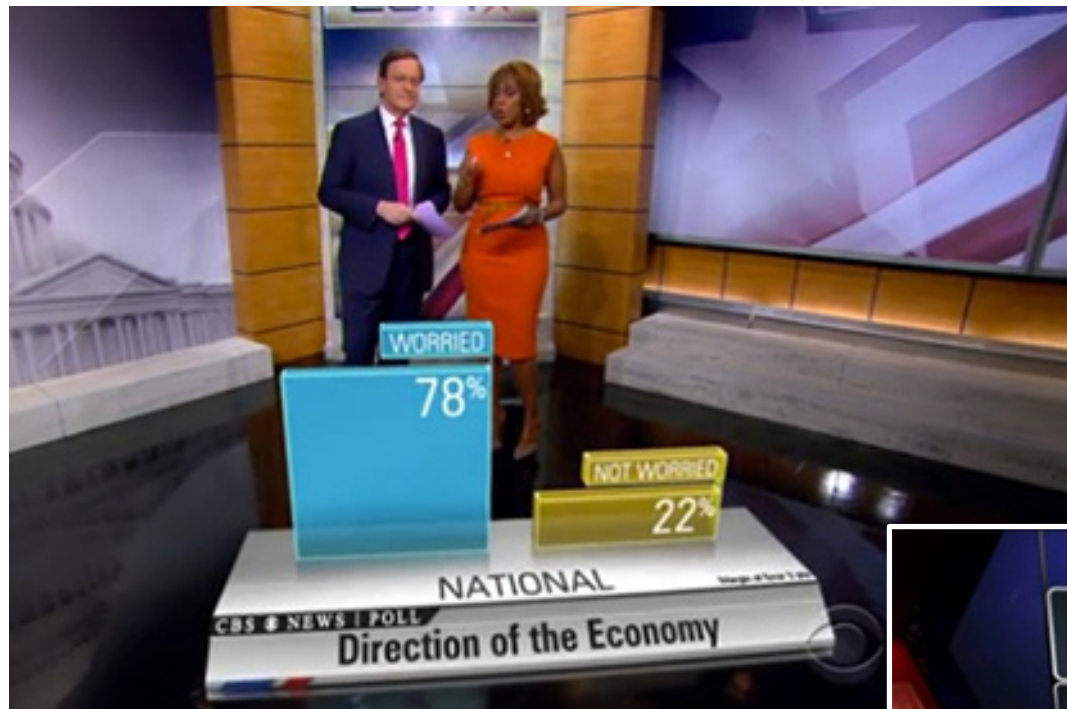 WORRIED
78%
NOT WORRIED
22%
NATIONAL
CBS NEWS | POLL
Direction of the Economy